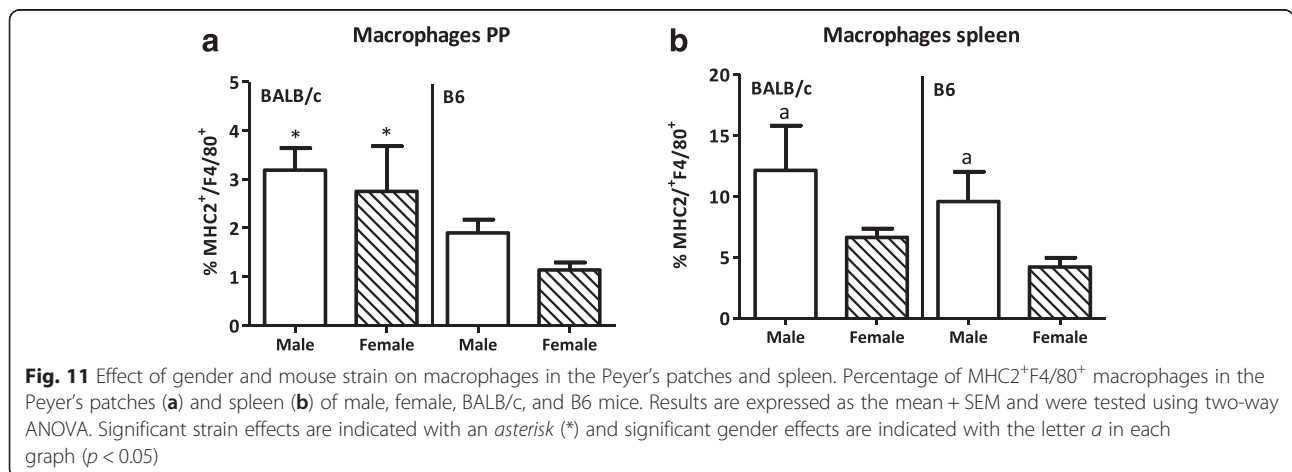 a Macrophages PP
% MHC2⁺/F4/80⁺
5
4
3
2
1
0
BALB/c B6
* *
Male Female Male Female
b Macrophages spleen
% MHC2/⁺F4/80⁺
20
15
10
5
0
BALB/c B6
a a
Male Female Male Female
Fig. 11 Effect of gender and mouse strain on macrophages in the Peyer's patches and spleen. Percentage of MHC2⁺F4/80⁺ macrophages in the
Peyer's patches (a) and spleen (b) of male, female, BALB/c, and B6 mice. Results are expressed as the mean + SEM and were tested using two-way
ANOVA. Significant strain effects are indicated with an asterisk (*) and significant gender effects are indicated with the letter a in each
graph (p < 0.05)